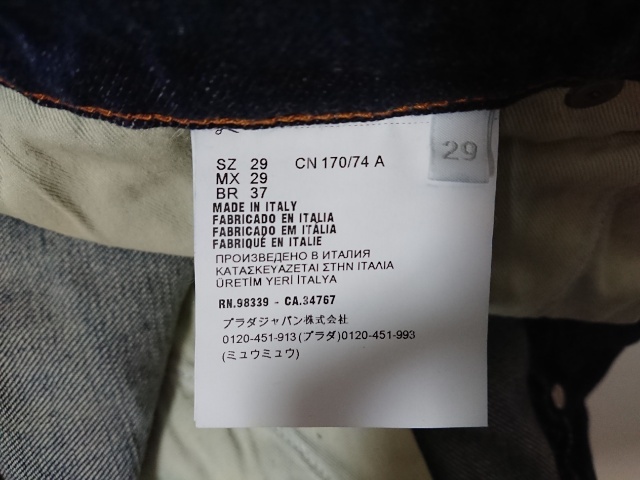 29
SZ 29 CN 170/74 A
MX 29
BR 37
MADE IN ITALY
FABRICADO EN ITALIA
FABRICADO EM ITÁLIA
FABRIQUÉ EN ITALIE
ПРОИЗВЕДЕНО В ИТАЛИЯ
ΚΑΤΑΣΚΕΥΑΖΕΤΑΙ ΣΤΗΝ ΙΤΑΛΙΑ
ÜRETİM YERİ İTALYA
RN.98339 - CA.34767
プラダジャパン株式会社
0120-451-913(プラダ)0120-451-993
(ミュウミュウ)